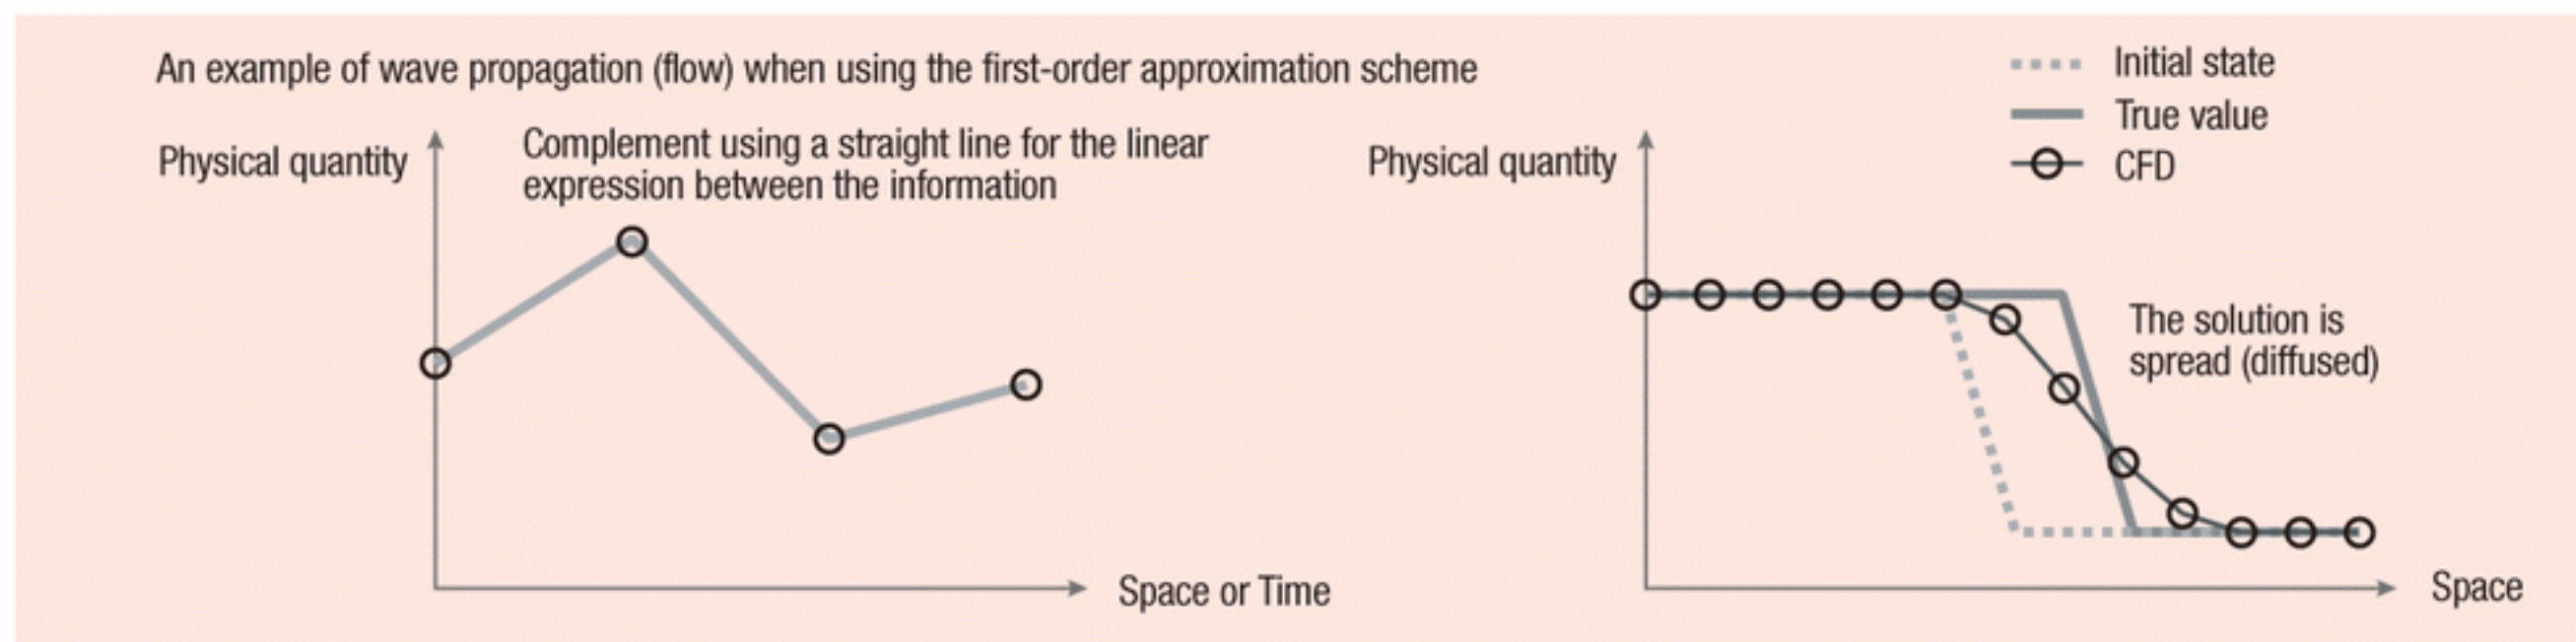 An example of wave propagation (flow) when using the first-order approximation scheme
Physical quantity
Complement using a straight line for the linear
expression between the information
Space or Time
Initial state
True value
CFD
Physical quantity
The solution is
spread (diffused)
Space